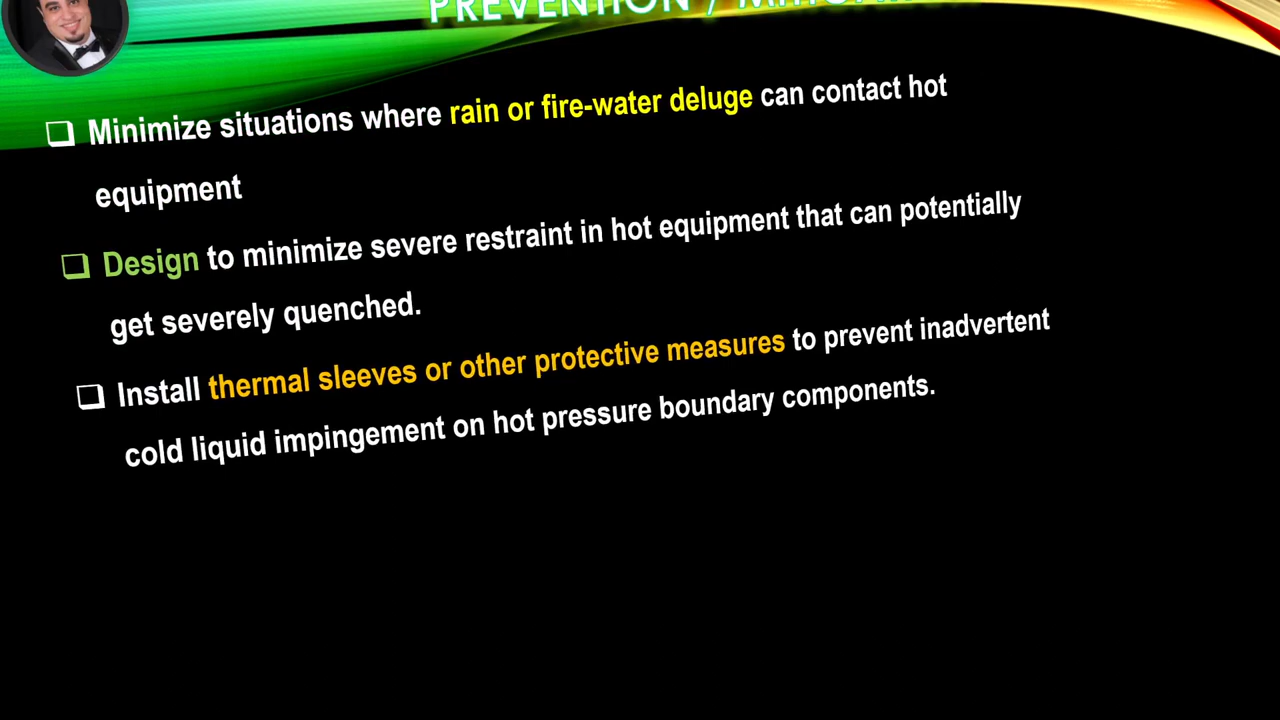 PREVENTION /
❑ Minimize situations where rain or fire-water deluge can contact hot
equipment
❑ Design to minimize severe restraint in hot equipment that can potentially
get severely quenched.
❑ Install thermal sleeves or other protective measures to prevent inadvertent
cold liquid impingement on hot pressure boundary components.